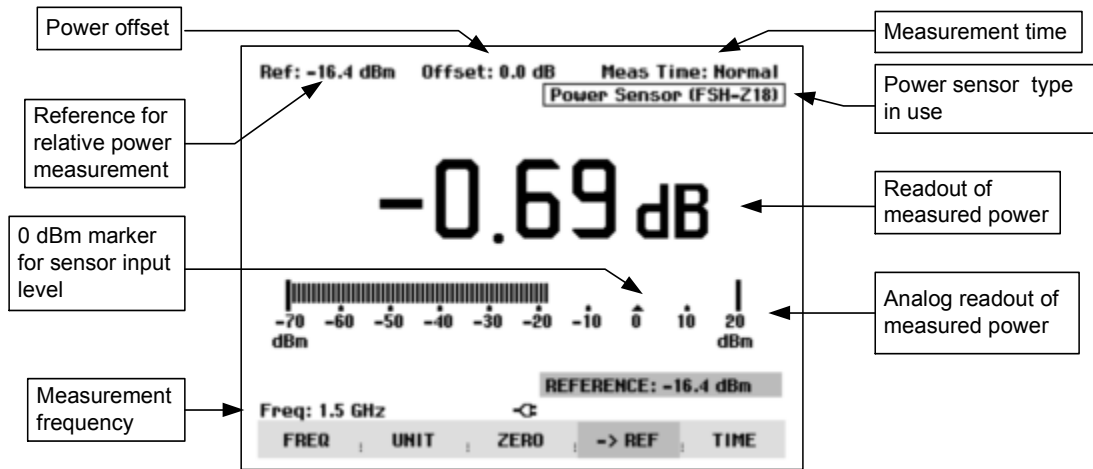 Power offset
Measurement time
Ref: -16.4 dBm Offset: 0.0 dB Meas Time: Normal
Power Sensor (FSH-Z18)
Power sensor type
in use
Reference for
relative power
measurement
-0.69 dB
Readout of
measured power
0 dBm marker
for sensor input
level
-70 -60 -50 -40 -30 -20 -10 0 10 20
dBm dBm
Analog readout of
measured power
REFERENCE: -16.4 dBm
Measurement
frequency
Freq: 1.5 GHz
FREQ UNIT ZERO -> REF TIME